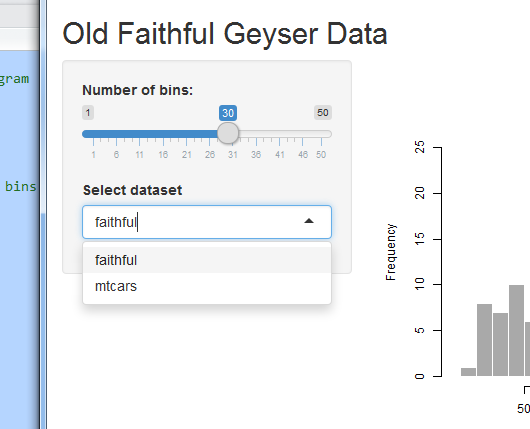 Old Faithful Geyser Data
gram
bins
Number of bins:
1 30 50
1 6 11 16 21 26 31 36 41 46 50
Select dataset
faithful
faithful
mtcars
Frequency
25
20
15
10
5
0
50